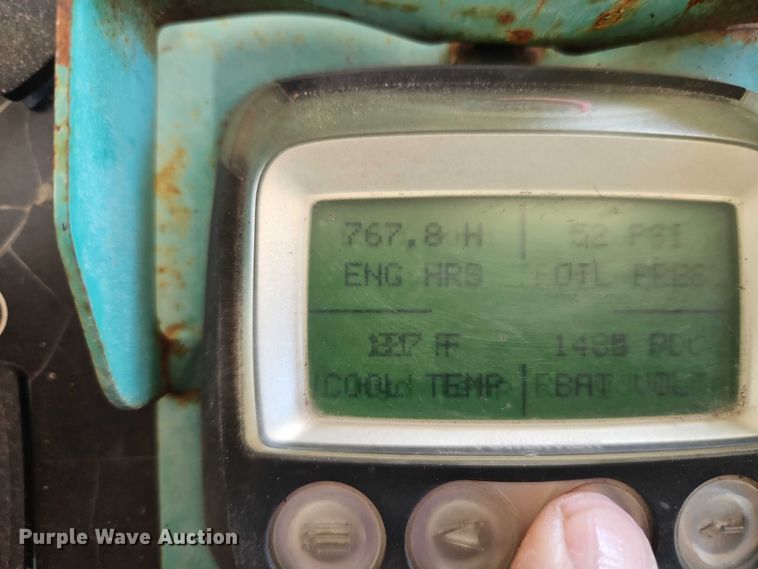 767.8 H
52 PSI
ENG HRS
OIL PRES
F
COOL TEMP
BAT VOLT
Purple Wave Auction